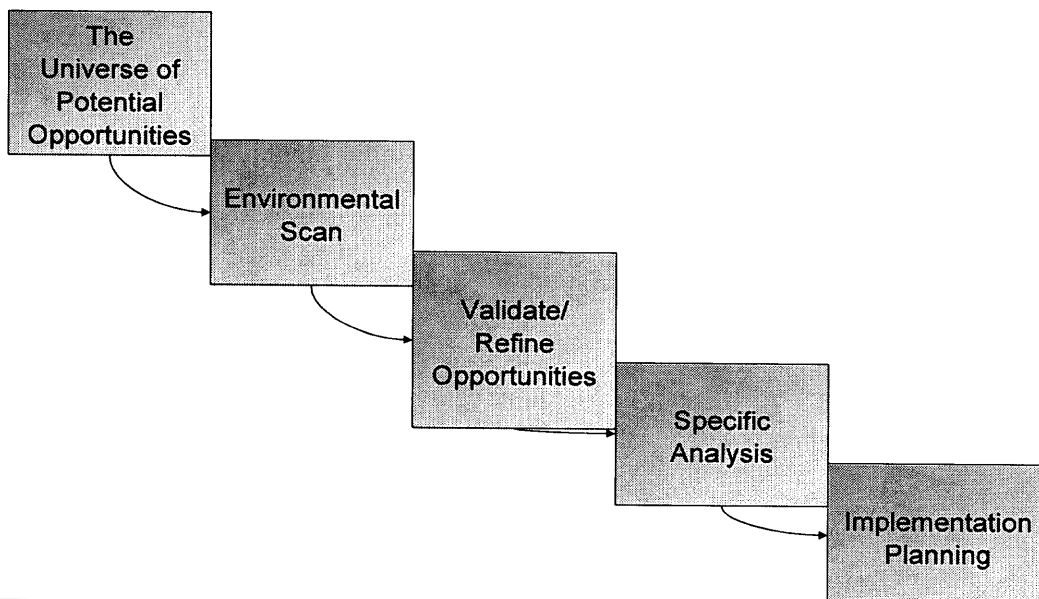 The
Universe of
Potential
Opportunities
Environmental
Scan
Validate/
Refine
Opportunities
Specific
Analysis
Implementation
Planning